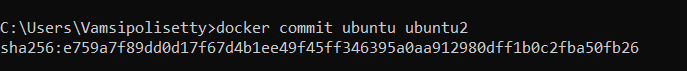 C:\Users\Vamsipolisetty>docker commit ubuntu ubuntu2
sha256:e759a7f89dd0d17f67d4b1ee49f45ff346395a0aa912980dff1b0c2fba50fb26